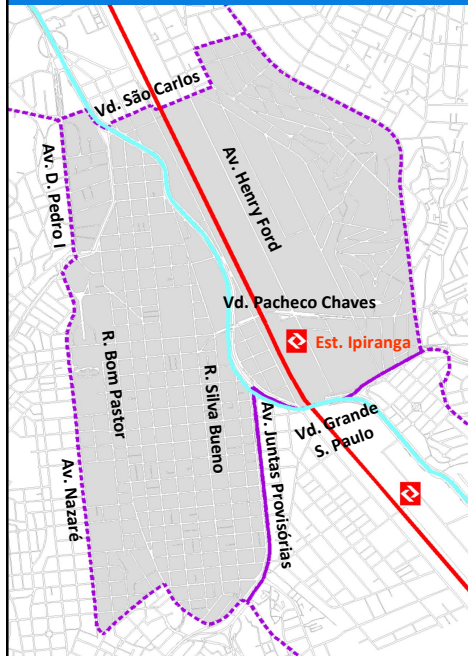 Vd. São Carlos
Av. D. Pedro I
Av. Henry Ford
Vd. Pacheco Chaves
Est. Ipiranga
R. Bom Pastor
R. Silva Bueno
Av. Juntas Provisórias
Vd. Grande
S. Paulo
Av. Nazaré